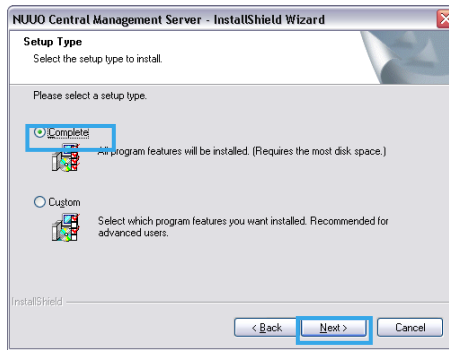 NUUO Central Management Server - InstallShield Wizard
Setup Type
Select the setup type to install.
Please select a setup type.
Complete
All program features will be installed. (Requires the most disk space.)
Custom
Select which program features you want installed. Recommended for
advanced users.
InstallShield
< Back
Next >
Cancel